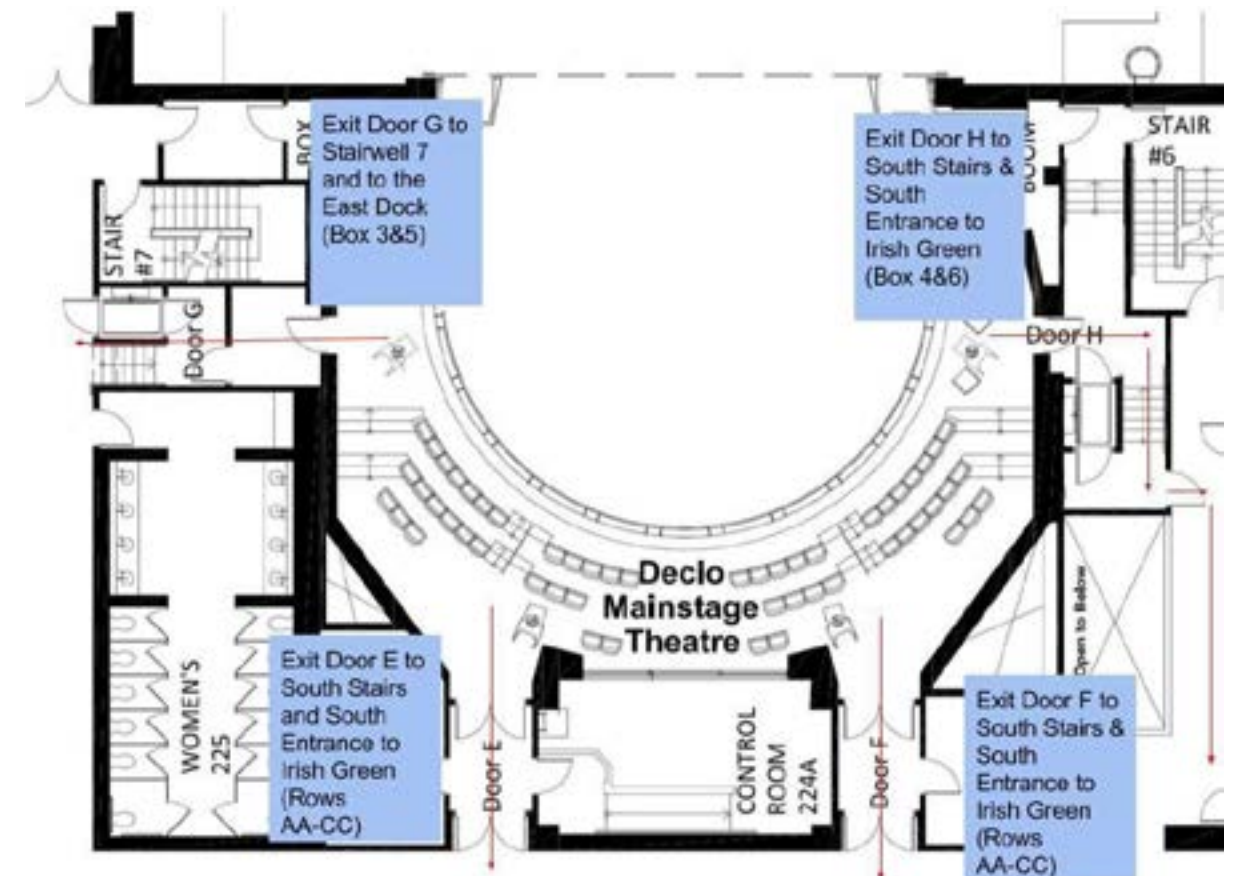 Exit Door G to
Stairwell 7
and to the
East Dock
(Box 3&5)
BOX
Exit Door H to
South Stairs &
South
Entrance to
Irish Green
(Box 4&6)
STAIR
#6
STAIR
#7
Door G
Door H
Declo
Mainstage
Theatre
Open to Below
Exit Door E to
South Stairs
and South
Entrance to
Irish Green
(Rows
AA-CC)
WOMEN'S
225
Door E
CONTROL
ROOM
224A
Door F
Exit Door F to
South Stairs &
South
Entrance to
Irish Green
(Rows
AA-CC)